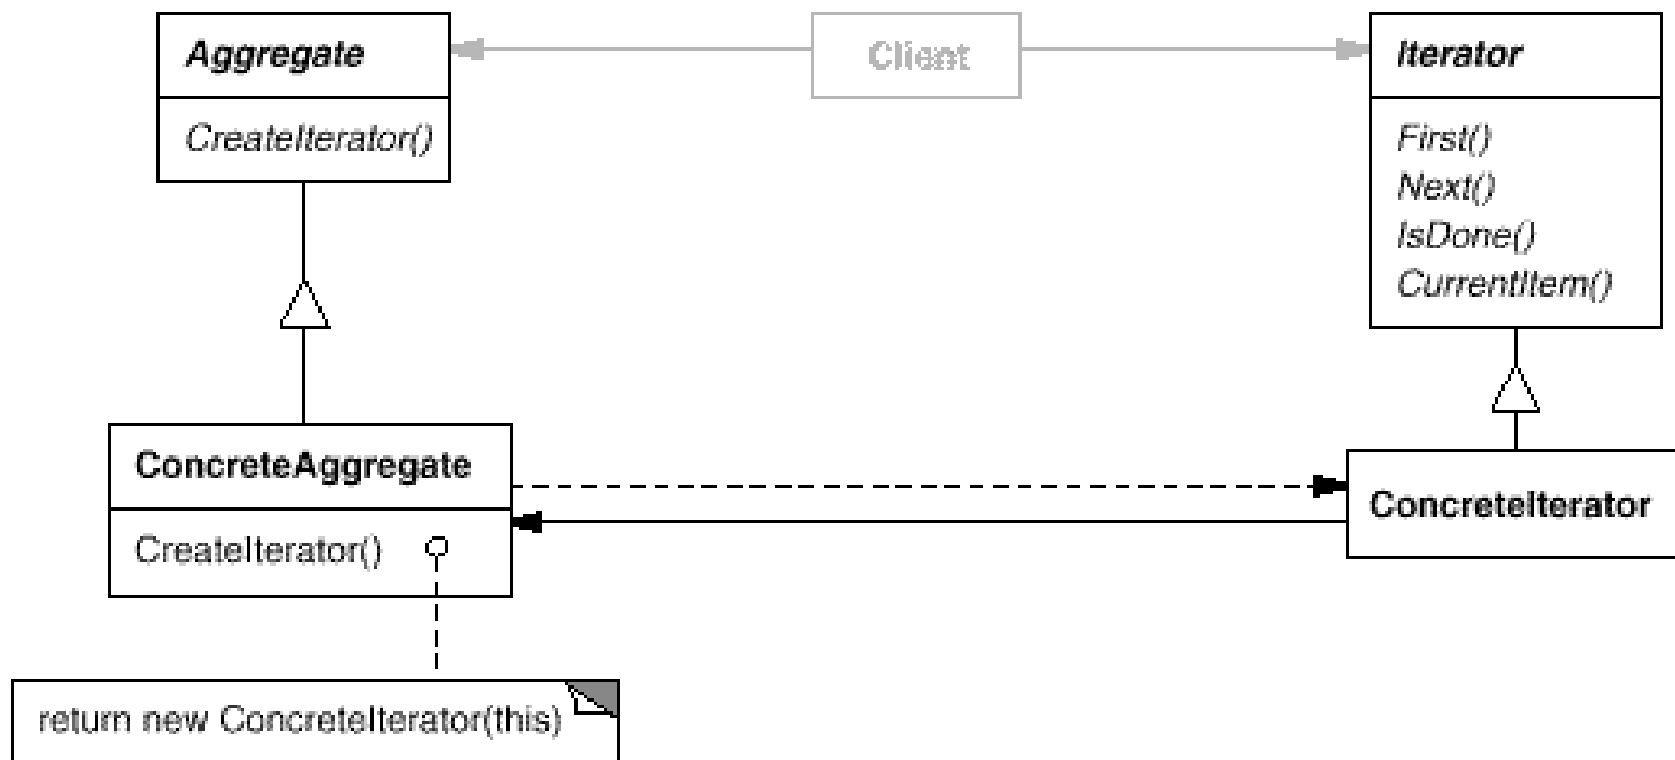 Aggregate
CreateIterator()
Client
Iterator
First()
Next()
IsDone()
CurrentItem()
ConcreteAggregate
CreateIterator()
ConcreteIterator
return new ConcreteIterator(this)